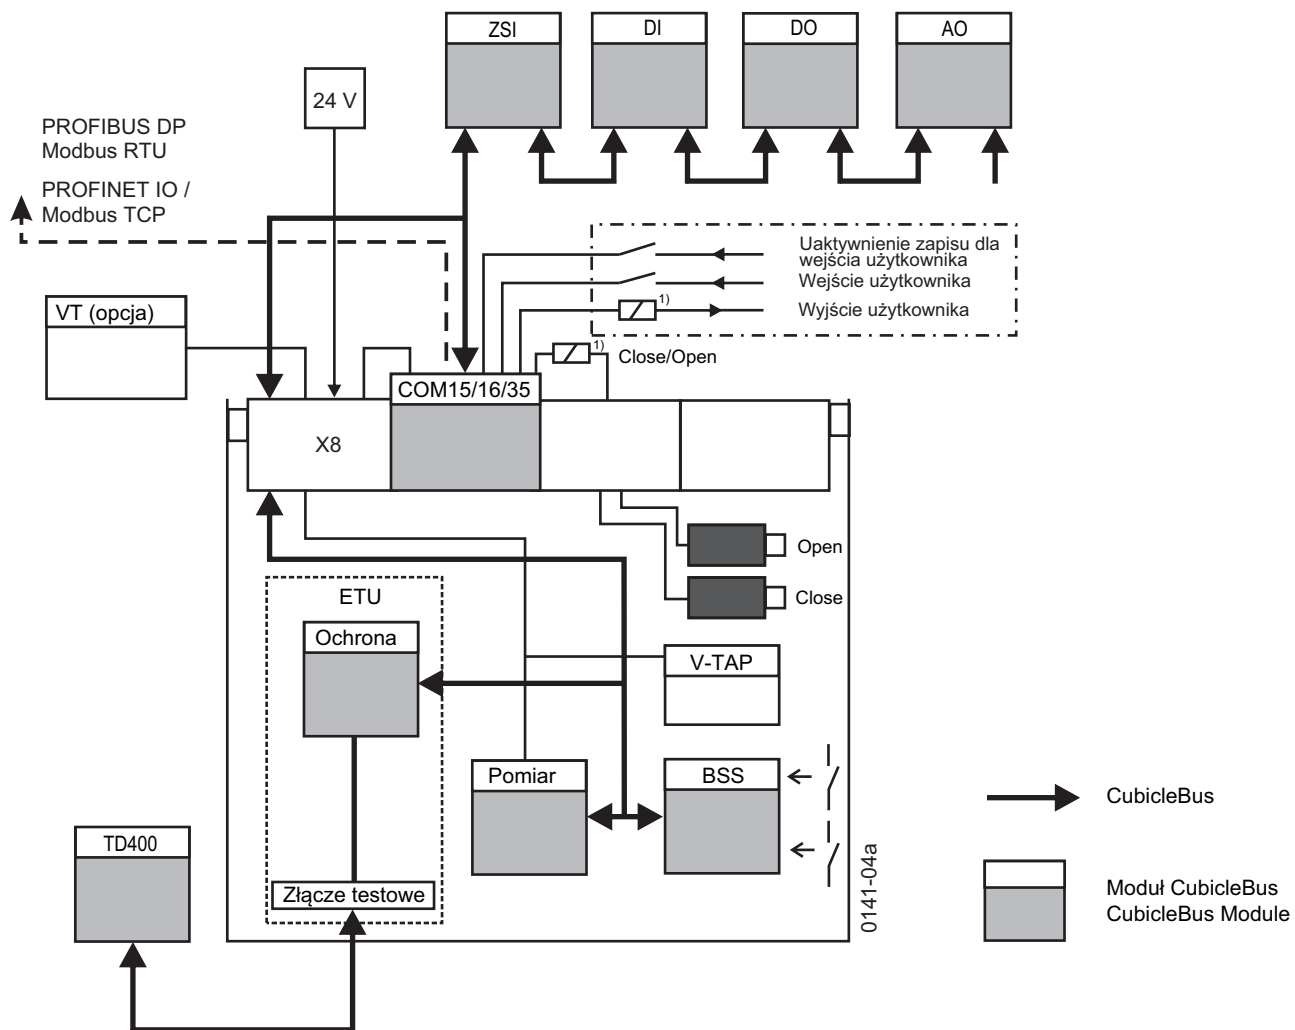 ZSI
DI
DO
AO
24 V
PROFIBUS DP
Modbus RTU
PROFINET IO /
Modbus TCP
Uaktywnienie zapisu dla
wejścia użytkownika
Wejście użytkownika
1)
Wyjście użytkownika
VT (opcja)
1)
Close/Open
COM15/16/35
X8
Open
Close
ETU
Ochrona
V-TAP
Pomiar
BSS
TD400
Złącze testowe
0141-04a
CubicleBus
Moduł CubicleBus
CubicleBus Module